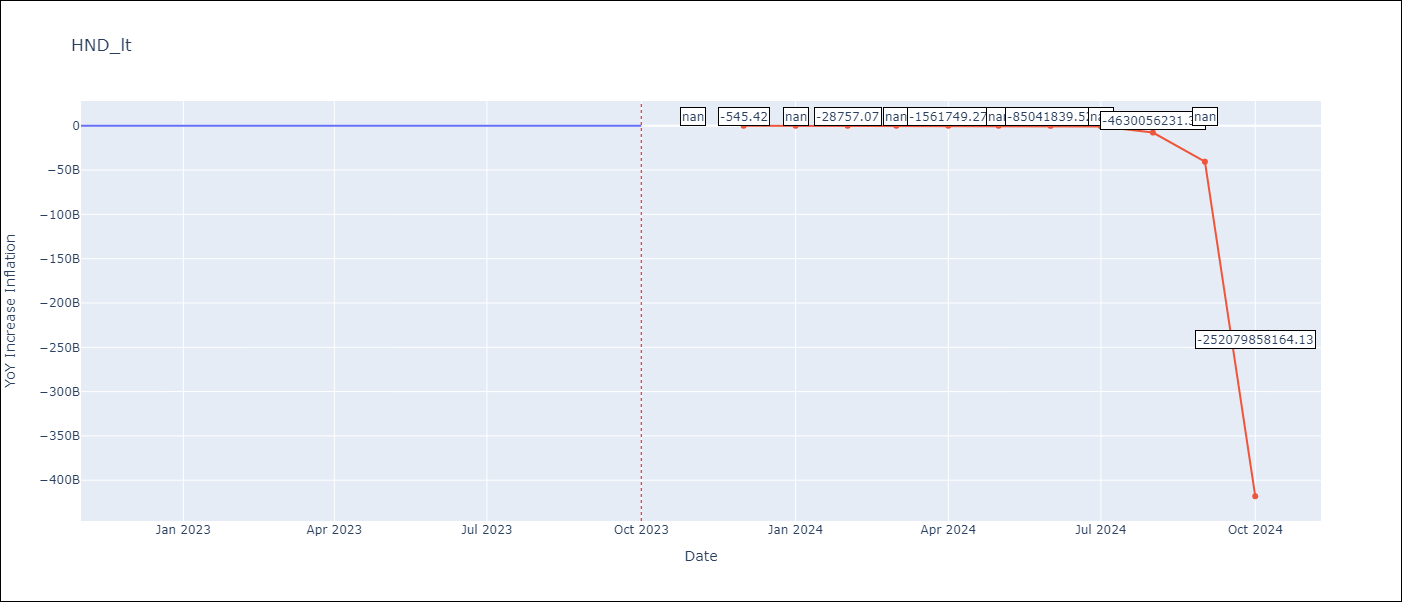 HND_lt
nan
-545.42
nan
-28757.07
nan
-1561749.27
-85041839.52
-4630056231.3
nan
-252079858164.13
0
−50B
−100B
−150B
−200B
−250B
−300B
−350B
−400B
YoY Increase Inflation
Jan 2023
Apr 2023
Jul 2023
Oct 2023
Jan 2024
Apr 2024
Jul 2024
Oct 2024
Date